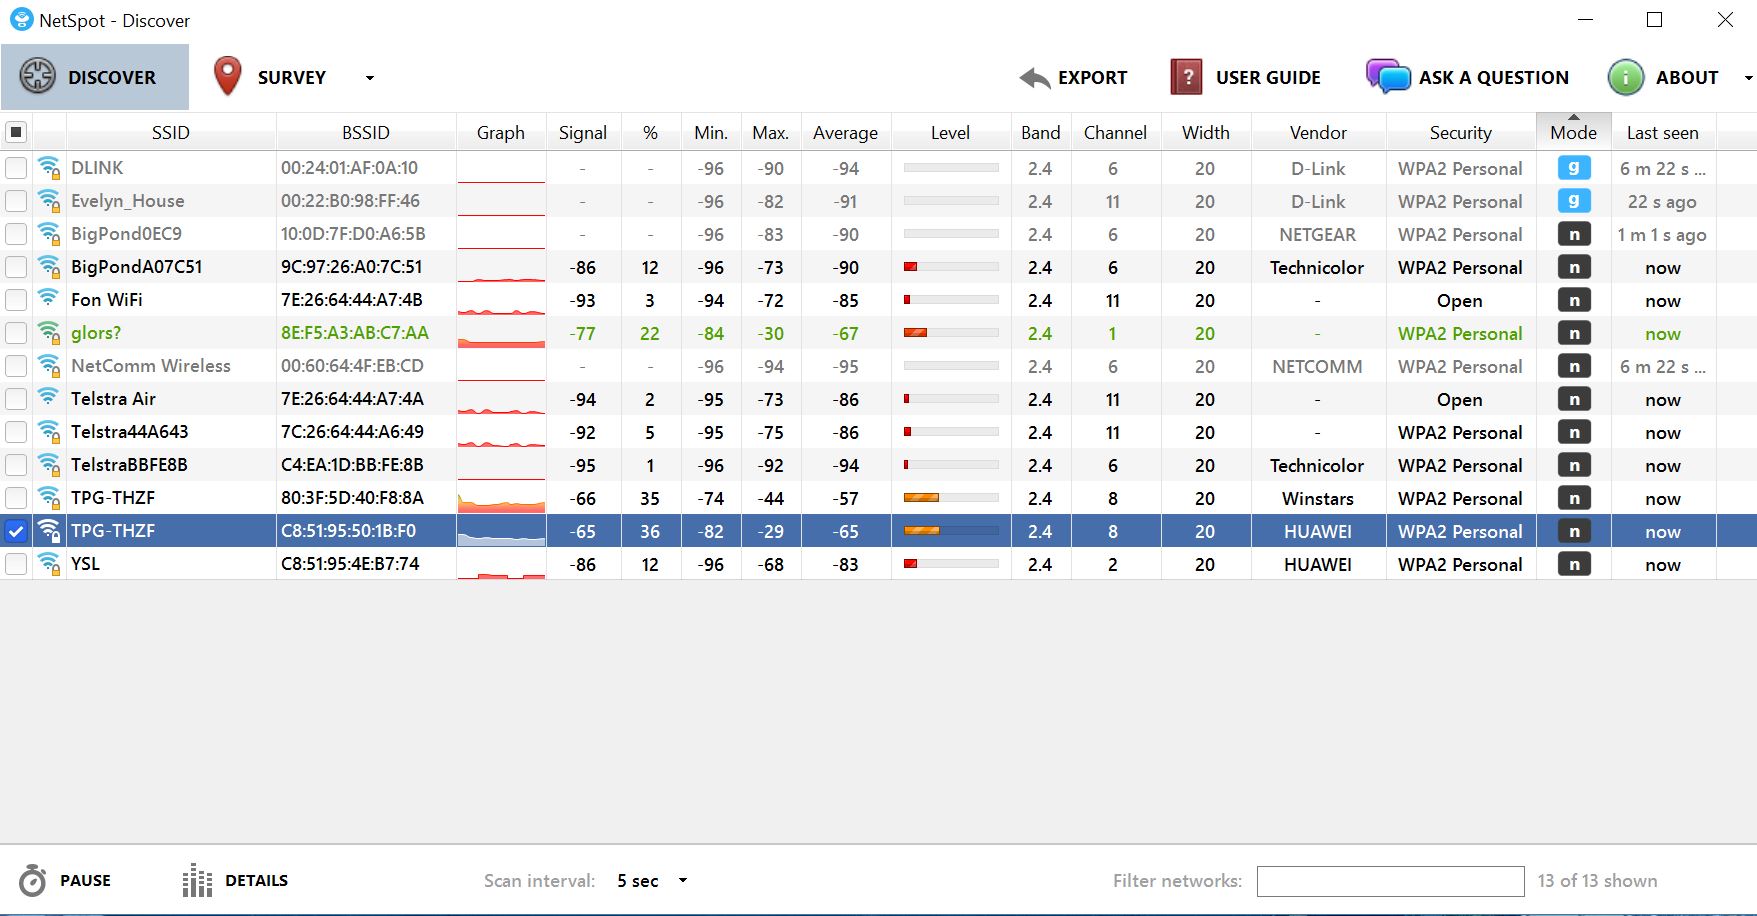 NetSpot - Discover
DISCOVER SURVEY EXPORT ? USER GUIDE ASK A QUESTION i ABOUT
SSID BSSID Graph Signal % Min. Max. Average Level Band Channel Width Vendor Security Mode Last seen
DLINK 00:24:01:AF:0A:10 - - -96 -90 -94 2.4 6 20 D-Link WPA2 Personal g 6 m 22 s ...
Evelyn_House 00:22:B0:98:FF:46 - - -96 -82 -91 2.4 11 20 D-Link WPA2 Personal g 22 s ago
BigPond0EC9 10:0D:7F:D0:A6:5B - - -96 -83 -90 2.4 6 20 NETGEAR WPA2 Personal n 1 m 1 s ago
BigPondA07C51 9C:97:26:A0:7C:51 -86 12 -96 -73 -90 2.4 6 20 Technicolor WPA2 Personal n now
Fon WiFi 7E:26:64:44:A7:4B -93 3 -94 -72 -85 2.4 11 20 - Open n now
glors? 8E:F5:A3:AB:C7:AA -77 22 -84 -30 -67 2.4 1 20 - WPA2 Personal n now
NetComm Wireless 00:60:64:4F:EB:CD - - -96 -94 -95 2.4 6 20 NETCOMM WPA2 Personal n 6 m 22 s ...
Telstra Air 7E:26:64:44:A7:4A -94 2 -95 -73 -86 2.4 11 20 - Open n now
Telstra44A643 7C:26:64:44:A6:49 -92 5 -95 -75 -86 2.4 11 20 - WPA2 Personal n now
TelstraBBFE8B C4:EA:1D:BB:FE:8B -95 1 -96 -92 -94 2.4 6 20 Technicolor WPA2 Personal n now
TPG-THZF 80:3F:5D:40:F8:8A -66 35 -74 -44 -57 2.4 8 20 Winstars WPA2 Personal n now
TPG-THZF C8:51:95:50:1B:F0 -65 36 -82 -29 -65 2.4 8 20 HUAWEI WPA2 Personal n now
YSL C8:51:95:4E:B7:74 -86 12 -96 -68 -83 2.4 2 20 HUAWEI WPA2 Personal n now
PAUSE DETAILS Scan interval: 5 sec Filter networks: 13 of 13 shown